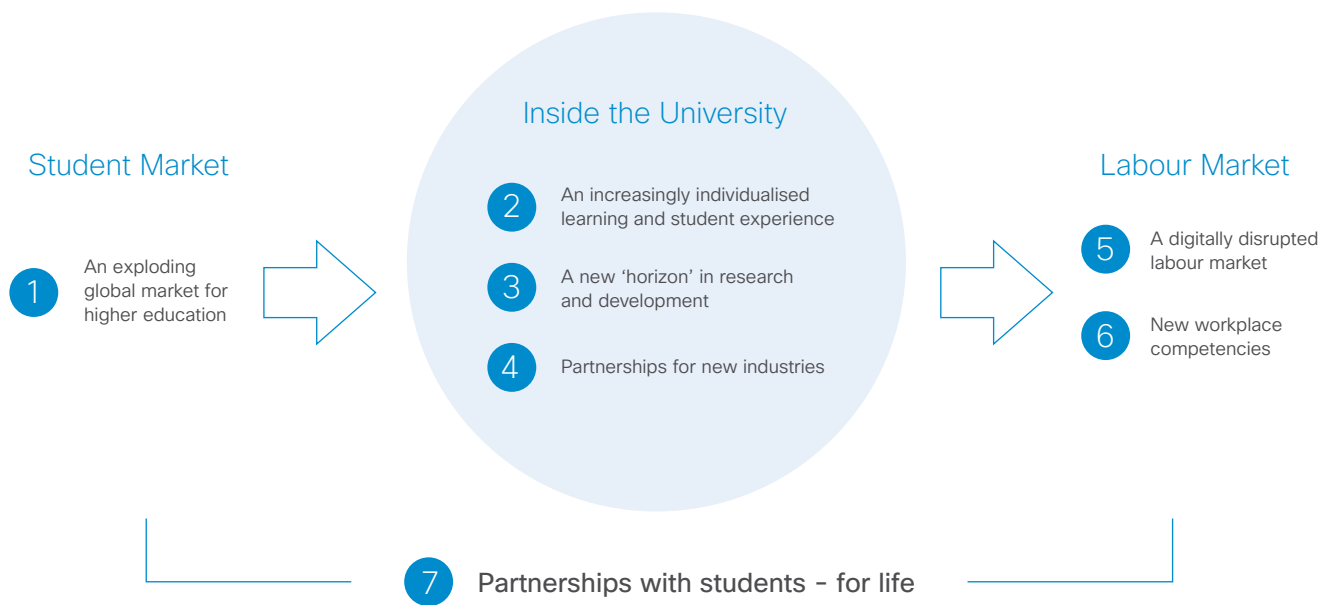 Student Market
1
An exploding
global market for
higher education
Inside the University
2
An increasingly individualised
learning and student experience
3
A new ‘horizon’ in research
and development
4
Partnerships for new industries
Labour Market
5
A digitally disrupted
labour market
6
New workplace
competencies
7
Partnerships with students - for life